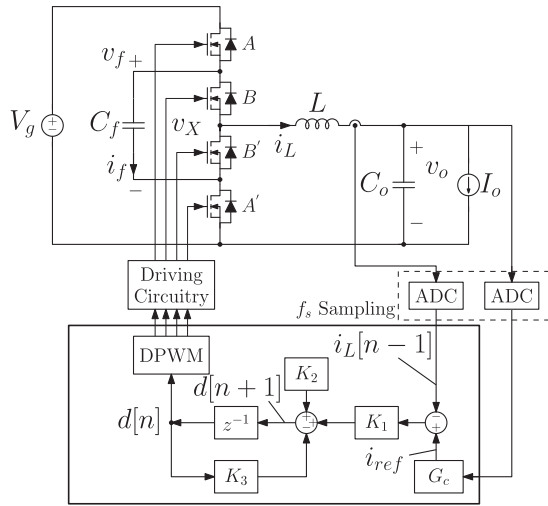 A
v_f +
B
V_g
+
−
C_f
v_X
L
i_L
B′
i_f
−
A′
+
C_o
v_o
−
I_o
Driving
Circuitry
f_s Sampling
ADC
ADC
DPWM
i_L[n − 1]
K_2
d[n + 1]
d[n]
z^{−1}
+
−
+
K_1
−
+
K_3
i_{ref}
G_c